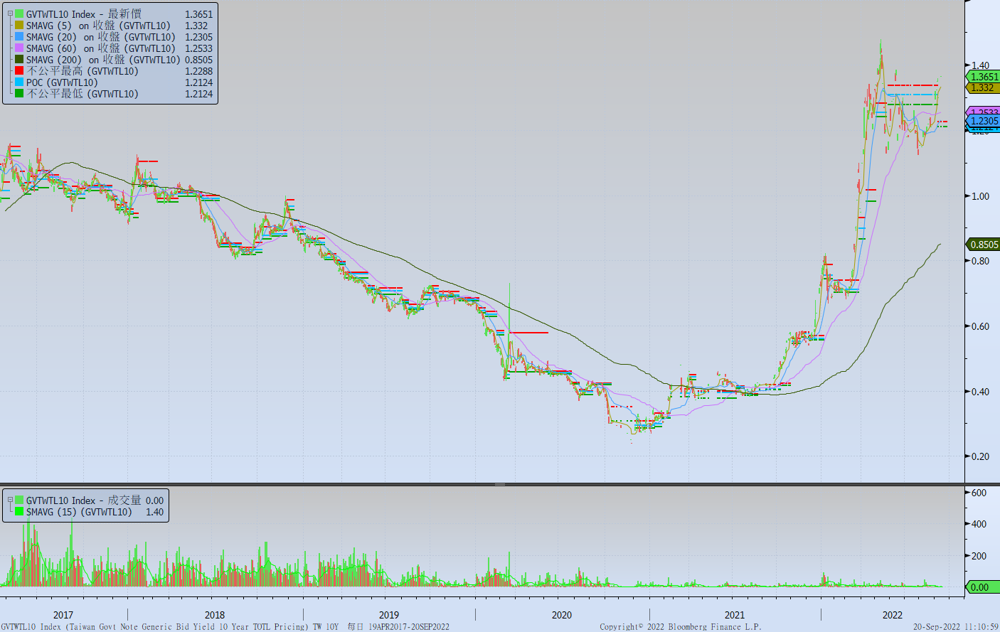 GVTWTL10 Index - 最新價 1.3651
SMAVG (5) on 收盤 (GVTWTL10) 1.332
SMAVG (20) on 收盤 (GVTWTL10) 1.2305
SMAVG (60) on 收盤 (GVTWTL10) 1.2533
SMAVG (200) on 收盤 (GVTWTL10) 0.8505
不公平最高 (GVTWTL10) 1.2288
POC (GVTWTL10) 1.2124
不公平最低 (GVTWTL10) 1.2124
1.40
1.3651
1.332
1.2533
1.2305
1.00
0.8505
0.80
0.60
0.40
0.20
GVTWTL10 Index - 成交量 0.00
SMAVG (15) (GVTWTL10) 1.40
600
400
200
0.00
2017 2018 2019 2020 2021 2022
GVTWTL10 Index (Taiwan Govt Note Generic Bid Yield 10 Year TOTL Pricing) TW 10Y 每日 19APR2017-20SEP2022 Copyright© 2022 Bloomberg Finance L.P. 20-Sep-2022 11:10:59